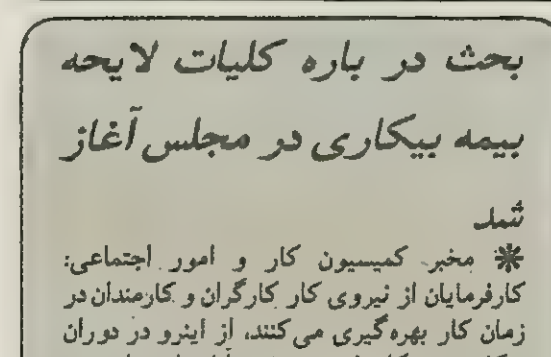 بحث در باره کلیات لایحه
بیمه بیکاری در مجلس آغاز
شد
❊ مخبر کمیسیون کار و امور اجتماعی:
کارفرمایان از نیروی کار کارگران و کارمندان در
زمان کار بهره‌گیری می‌کنند، از اینرو در دوران